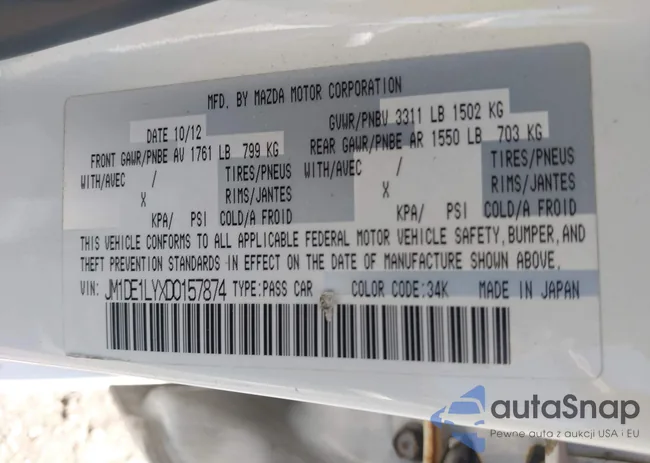 MFD. BY MAZDA MOTOR CORPORATION
DATE 10/12 GVWR/PNBV 3311 LB 1502 KG
FRONT GAWR/PNBE AV 1761 LB 799 KG REAR GAWR/PNBE AR 1550 LB 703 KG
WITH/AVEC / TIRES/PNEUS WITH/AVEC / TIRES/PNEUS
X RIMS/JANTES X RIMS/JANTES
KPA/ PSI COLD/A FROID KPA/ PSI COLD/A FROID
THIS VEHICLE CONFORMS TO ALL APPLICABLE FEDERAL MOTOR VEHICLE SAFETY, BUMPER, AND
THEFT PREVENTION STANDARDS IN EFFECT ON THE DATE OF MANUFACTURE SHOWN ABOVE.
VIN: JM1DE1LYXD0157874 TYPE:PASS CAR COLOR CODE:34K MADE IN JAPAN
autaSnap
Pewne auta z aukcji USA i EU